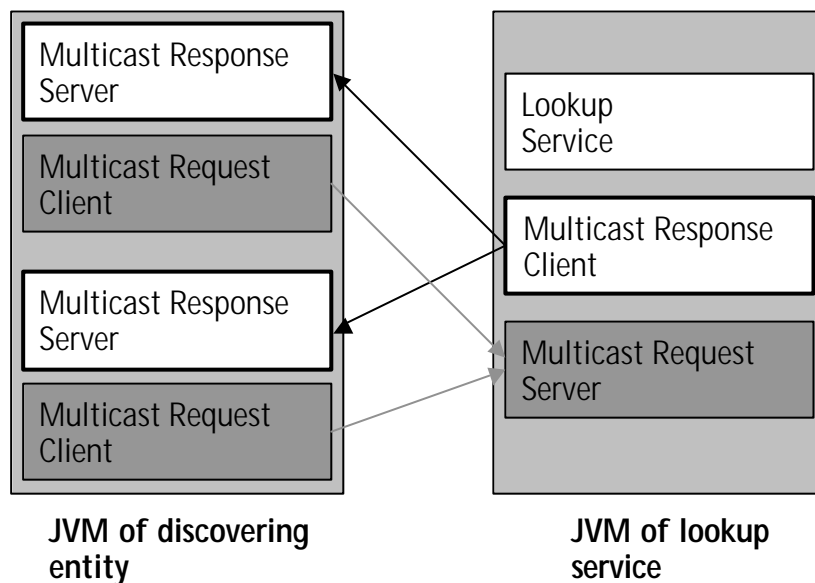 Multicast Response
Server
Multicast Request
Client
Multicast Response
Server
Multicast Request
Client
JVM of discovering
entity
Lookup
Service
Multicast Response
Client
Multicast Request
Server
JVM of lookup
service